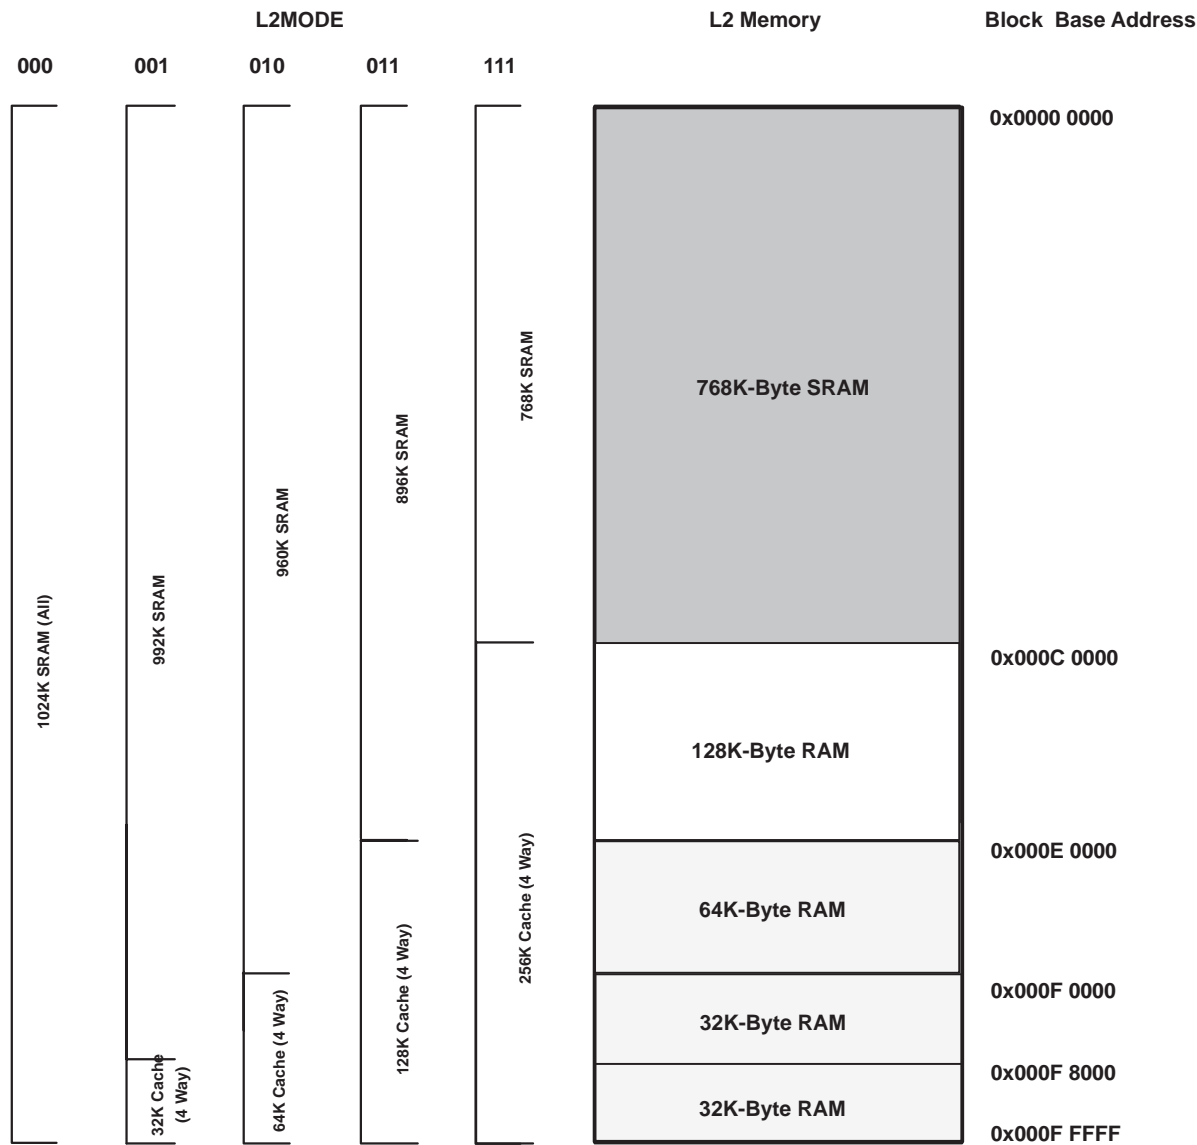 L2MODE L2 Memory Block Base Address
000 001 010 011 111
0x0000 0000
768K SRAM
768K-Byte SRAM
896K SRAM
960K SRAM
992K SRAM
1024K SRAM (All)
0x000C 0000
128K-Byte RAM
0x000E 0000
256K Cache (4 Way)
64K-Byte RAM
128K Cache (4 Way)
0x000F 0000
32K-Byte RAM
64K Cache (4 Way)
0x000F 8000
32K Cache
(4 Way)
32K-Byte RAM
0x000F FFFF